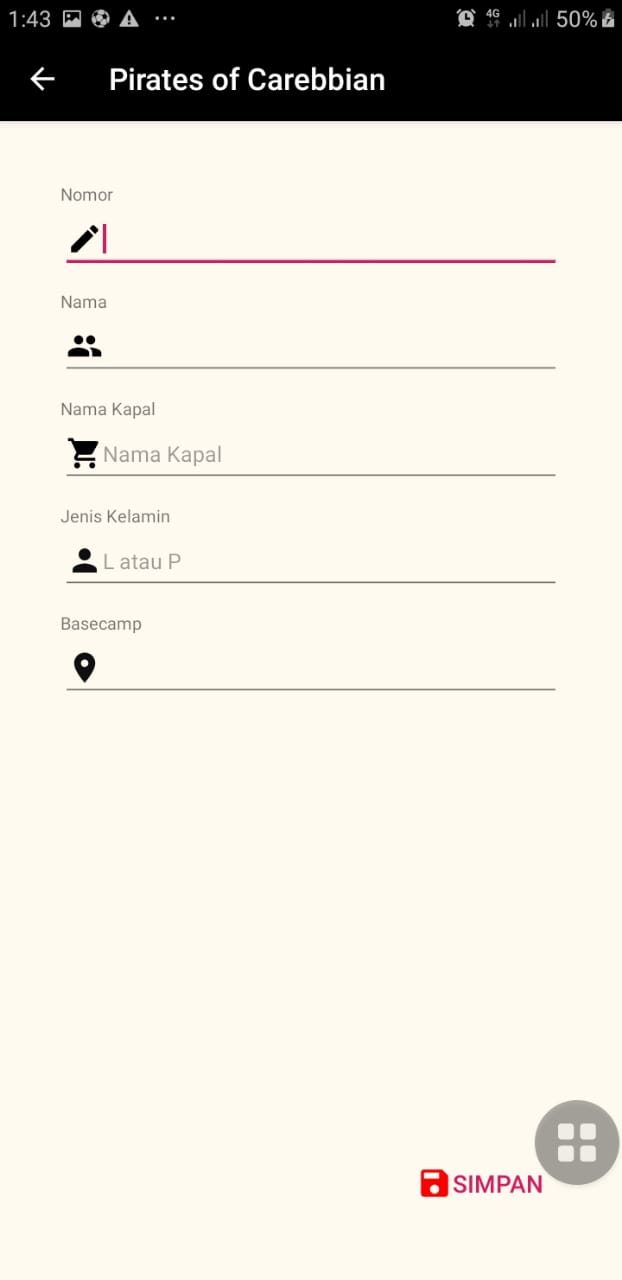 1:43 ... 4G 50%
Pirates of Carebbian
Nomor
Nama
Nama Kapal
Nama Kapal
Jenis Kelamin
L atau P
Basecamp
SIMPAN